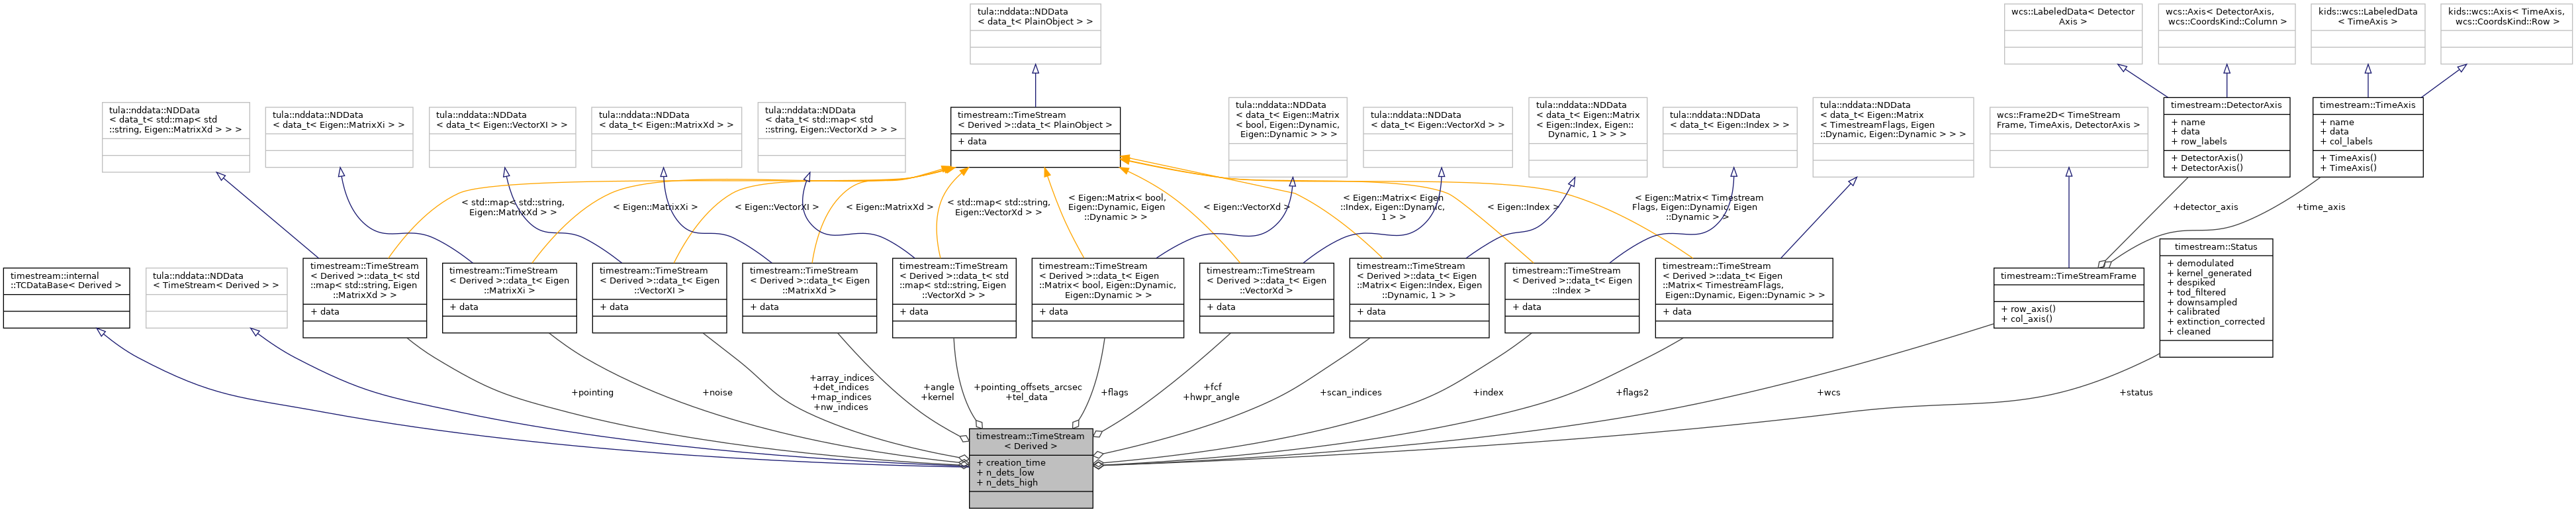 tula::nddata::NDData
< data_t< PlainObject > >
wcs::LabeledData< Detector
Axis >
wcs::Axis< DetectorAxis,
wcs::CoordsKind::Column >
kids::wcs::LabeledData
< TimeAxis >
kids::wcs::Axis< TimeAxis,
wcs::CoordsKind::Row >
tula::nddata::NDData
< data_t< std::map< std
::string, Eigen::MatrixXd > > >
tula::nddata::NDData
< data_t< Eigen::MatrixXi > >
tula::nddata::NDData
< data_t< Eigen::VectorXI > >
tula::nddata::NDData
< data_t< Eigen::MatrixXd > >
tula::nddata::NDData
< data_t< std::map< std
::string, Eigen::VectorXd > > >
timestream::TimeStream
< Derived >::data_t< PlainObject >
+ data
tula::nddata::NDData
< data_t< Eigen::Matrix
< bool, Eigen::Dynamic,
Eigen::Dynamic > > >
tula::nddata::NDData
< data_t< Eigen::VectorXd > >
tula::nddata::NDData
< data_t< Eigen::Matrix
< Eigen::Index, Eigen::
Dynamic, 1 > > >
tula::nddata::NDData
< data_t< Eigen::Index > >
tula::nddata::NDData
< data_t< Eigen::Matrix
< TimestreamFlags, Eigen
::Dynamic, Eigen::Dynamic > > >
wcs::Frame2D< TimeStream
Frame, TimeAxis, DetectorAxis >
timestream::DetectorAxis
+ name
+ data
+ row_labels
+ DetectorAxis()
+ DetectorAxis()
timestream::TimeAxis
+ name
+ data
+ col_labels
+ TimeAxis()
+ TimeAxis()
< std::map< std::string,
Eigen::MatrixXd > >
< Eigen::MatrixXi >
< Eigen::VectorXI >
< Eigen::MatrixXd >
< std::map< std::string,
Eigen::VectorXd > >
< Eigen::Matrix< bool,
Eigen::Dynamic, Eigen
::Dynamic > >
< Eigen::VectorXd >
< Eigen::Matrix< Eigen
::Index, Eigen::Dynamic,
1 > >
< Eigen::Index >
< Eigen::Matrix< Timestream
Flags, Eigen::Dynamic, Eigen
::Dynamic > >
+detector_axis
+time_axis
timestream::internal
::TCDataBase< Derived >
tula::nddata::NDData
< TimeStream< Derived > >
timestream::TimeStream
< Derived >::data_t< std
::map< std::string, Eigen
::MatrixXd > >
+ data
timestream::TimeStream
< Derived >::data_t< Eigen
::MatrixXi >
+ data
timestream::TimeStream
< Derived >::data_t< Eigen
::VectorXI >
+ data
timestream::TimeStream
< Derived >::data_t< Eigen
::MatrixXd >
+ data
timestream::TimeStream
< Derived >::data_t< std
::map< std::string, Eigen
::VectorXd > >
+ data
timestream::TimeStream
< Derived >::data_t< Eigen
::Matrix< bool, Eigen::Dynamic,
Eigen::Dynamic > >
+ data
timestream::TimeStream
< Derived >::data_t< Eigen
::VectorXd >
+ data
timestream::TimeStream
< Derived >::data_t< Eigen
::Matrix< Eigen::Index, Eigen
::Dynamic, 1 > >
+ data
timestream::TimeStream
< Derived >::data_t< Eigen
::Index >
+ data
timestream::TimeStream
< Derived >::data_t< Eigen
::Matrix< TimestreamFlags,
Eigen::Dynamic, Eigen::Dynamic > >
+ data
timestream::TimeStreamFrame
+ row_axis()
+ col_axis()
timestream::Status
+ demodulated
+ kernel_generated
+ despiked
+ tod_filtered
+ downsampled
+ calibrated
+ extinction_corrected
+ cleaned
+pointing
+noise
+array_indices
+det_indices
+map_indices
+nw_indices
+angle
+kernel
+pointing_offsets_arcsec
+tel_data
+flags
+fcf
+hwpr_angle
+scan_indices
+index
+flags2
+wcs
+status
timestream::TimeStream
< Derived >
+ creation_time
+ n_dets_low
+ n_dets_high